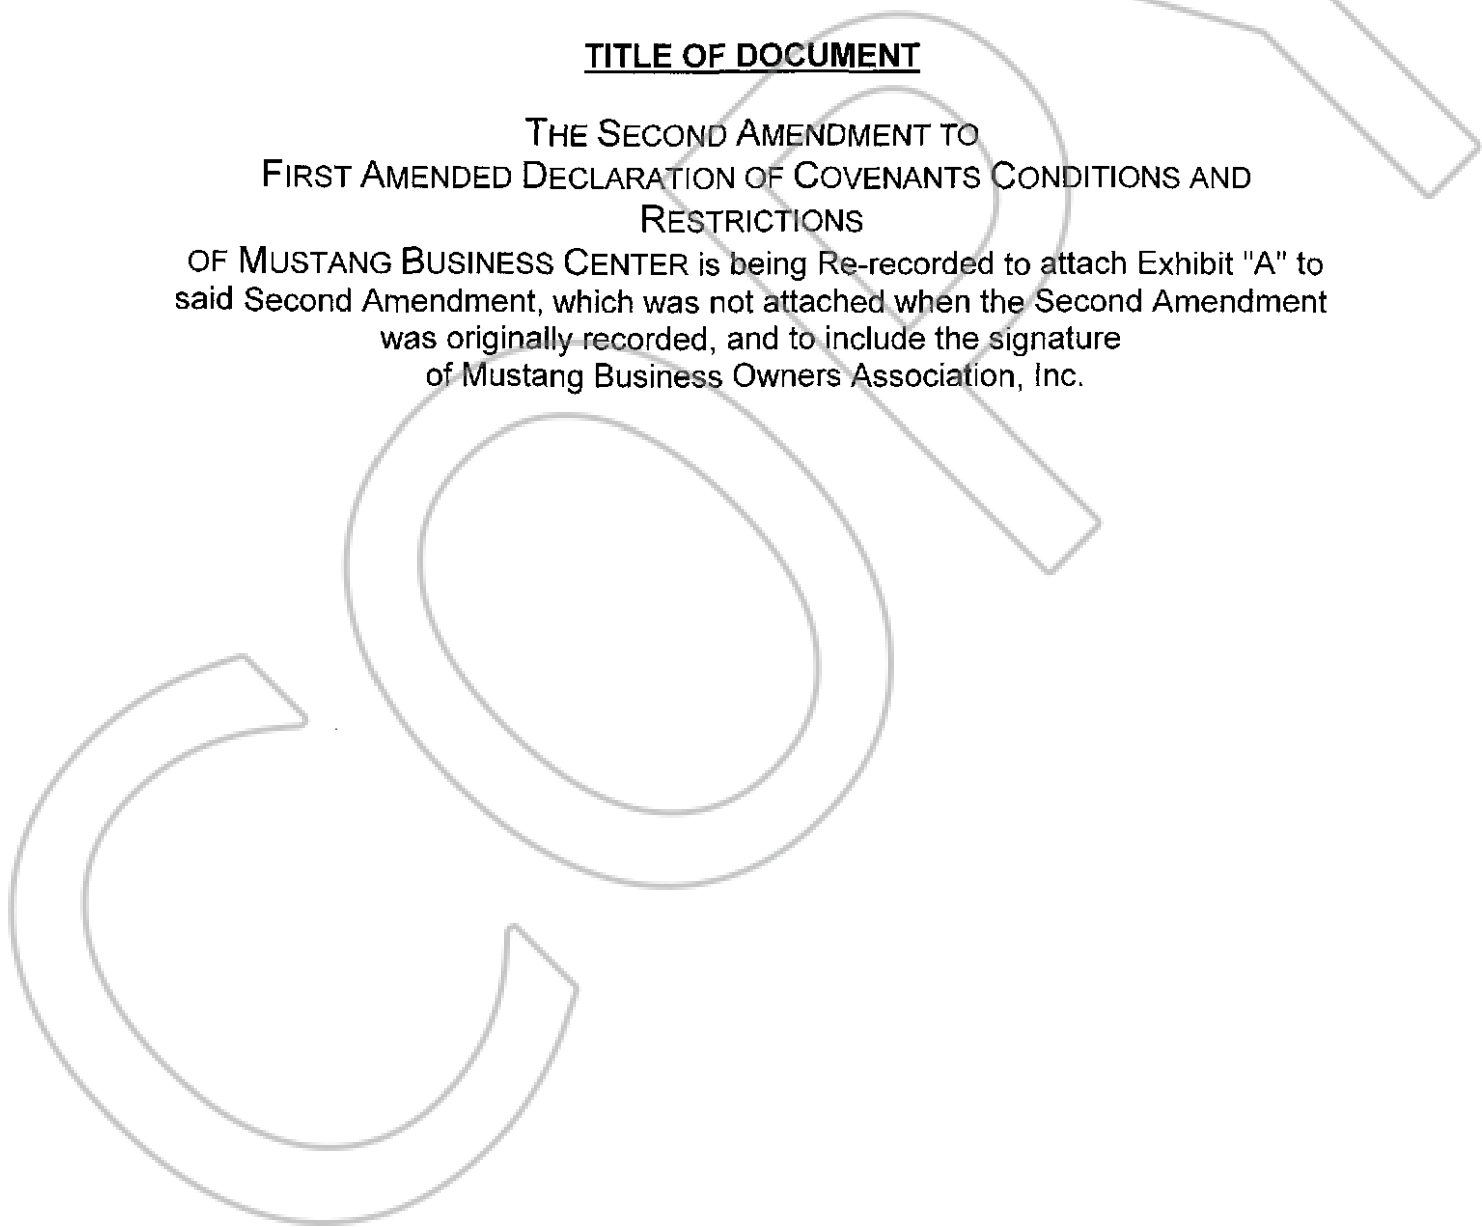 TITLE OF DOCUMENT
THE SECOND AMENDMENT TO
FIRST AMENDED DECLARATION OF COVENANTS CONDITIONS AND
RESTRICTIONS
OF MUSTANG BUSINESS CENTER is being Re-recorded to attach Exhibit "A" to
said Second Amendment, which was not attached when the Second Amendment
was originally recorded, and to include the signature
of Mustang Business Owners Association, Inc.
COPY